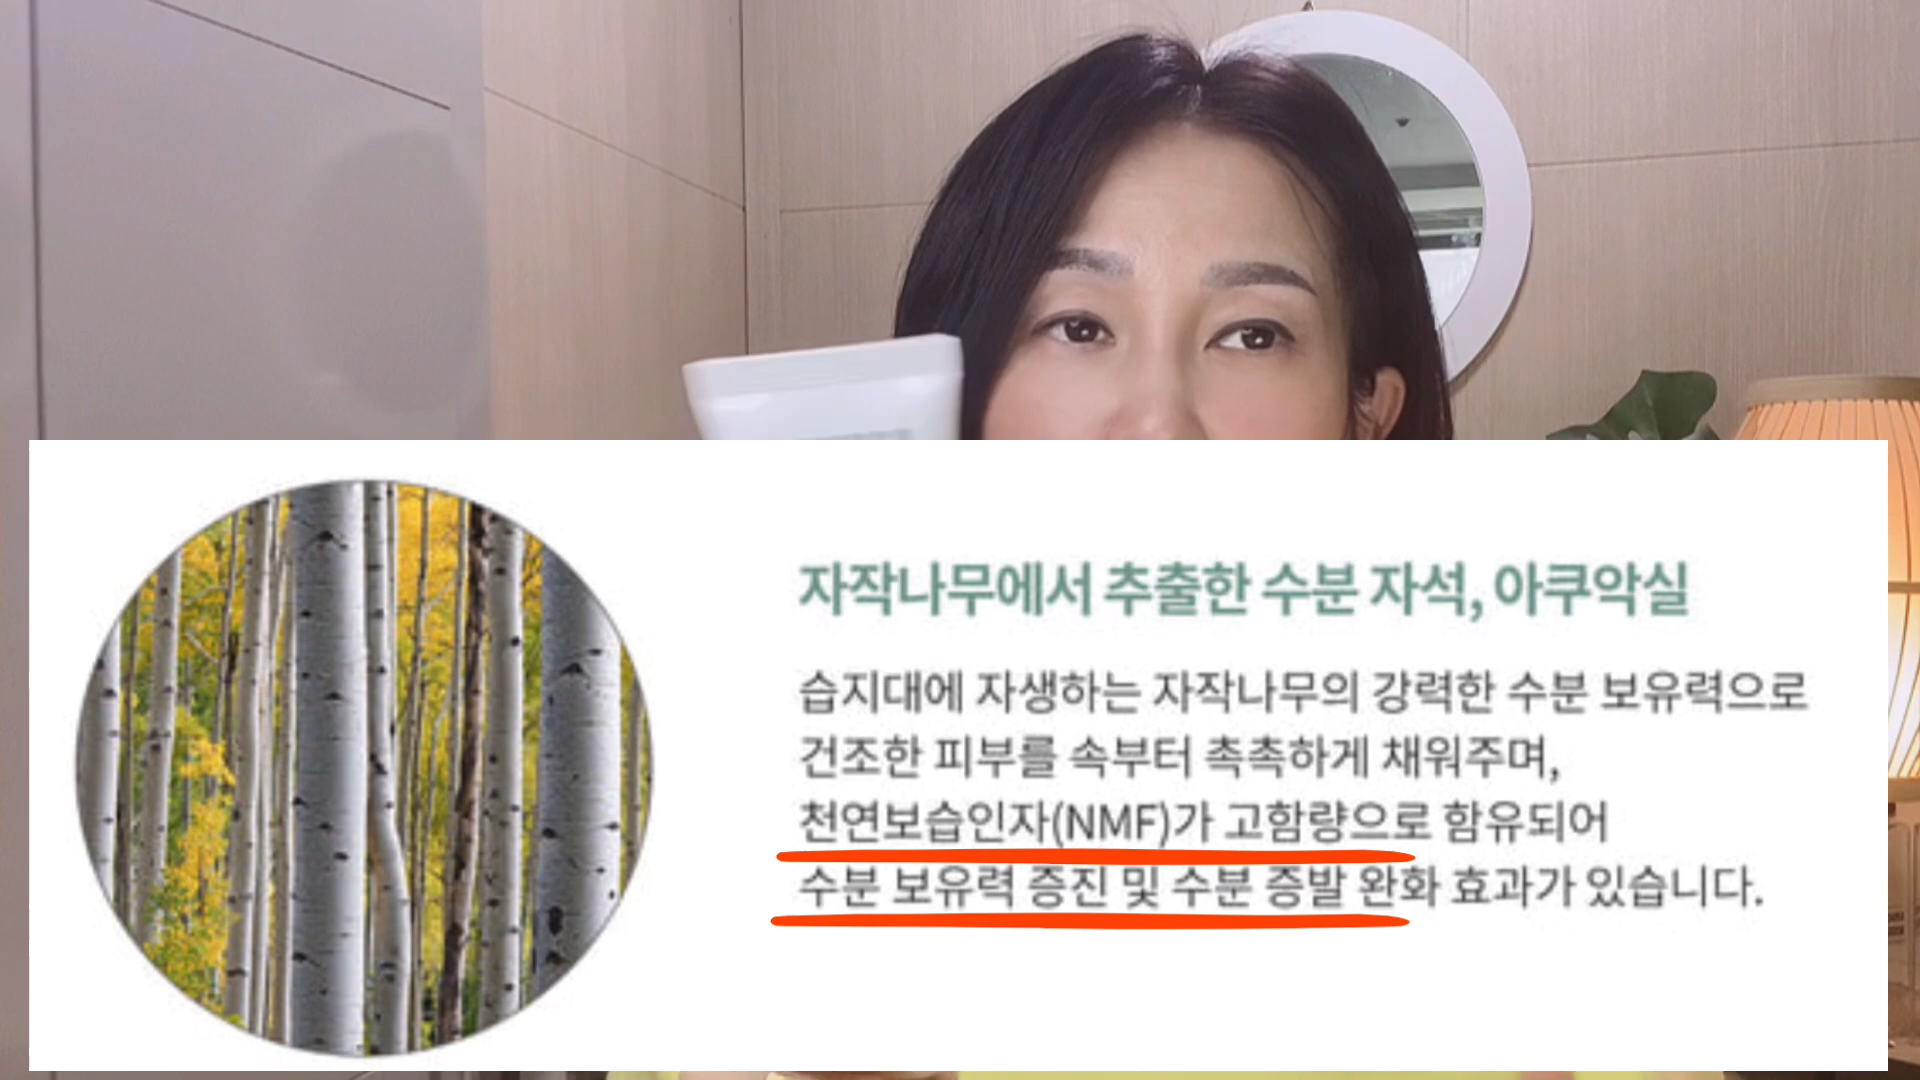 자작나무에서 추출한 수분 자석, 아쿠악실
습지대에 자생하는 자작나무의 강력한 수분 보유력으로
건조한 피부를 속부터 촉촉하게 채워주며,
천연보습인자(NMF)가 고함량으로 함유되어
수분 보유력 증진 및 수분 증발 완화 효과가 있습니다.